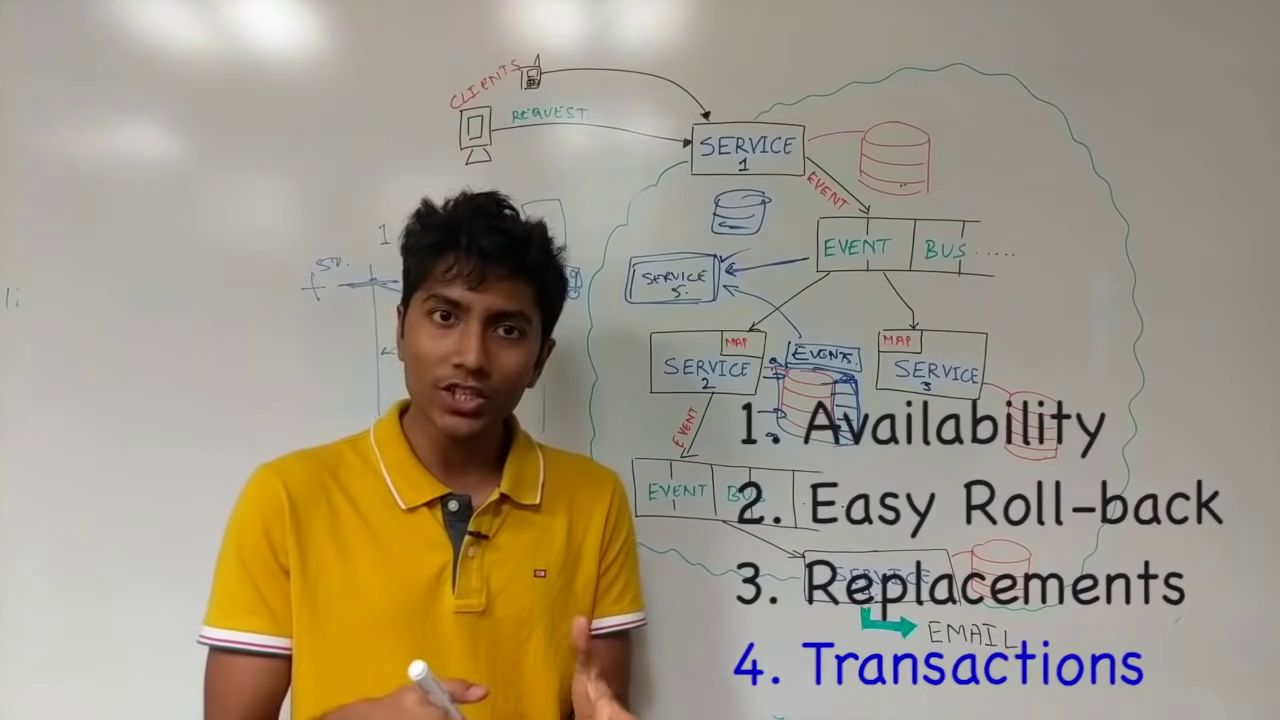 CLIENTS
REQUEST
SERVICE
1
EVENT
EVENT BUS ......
1
50.
SERVICE
5.
MAP
SERVICE
2
EVENTS
MAP
SERVICE
3
EVENT
EVENT BUS
SERVICE
EMAIL
1. Availability
2. Easy Roll-back
3. Replacements
4. Transactions